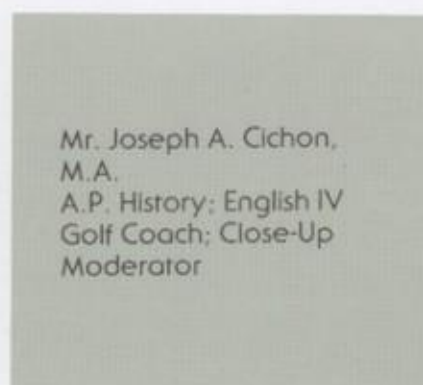 Mr. Joseph A. Cichon,
M.A.
A.P. History; English IV
Golf Coach; Close-Up
Moderator